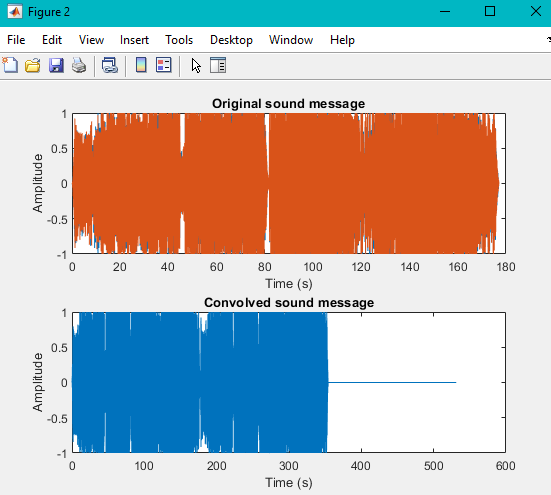 Figure 2
File Edit View Insert Tools Desktop Window Help
Original sound message
1
0.5
0
-0.5
-1
Amplitude
0 20 40 60 80 100 120 140 160 180
Time (s)
Convolved sound message
1
0.5
0
-0.5
-1
Amplitude
0 100 200 300 400 500 600
Time (s)